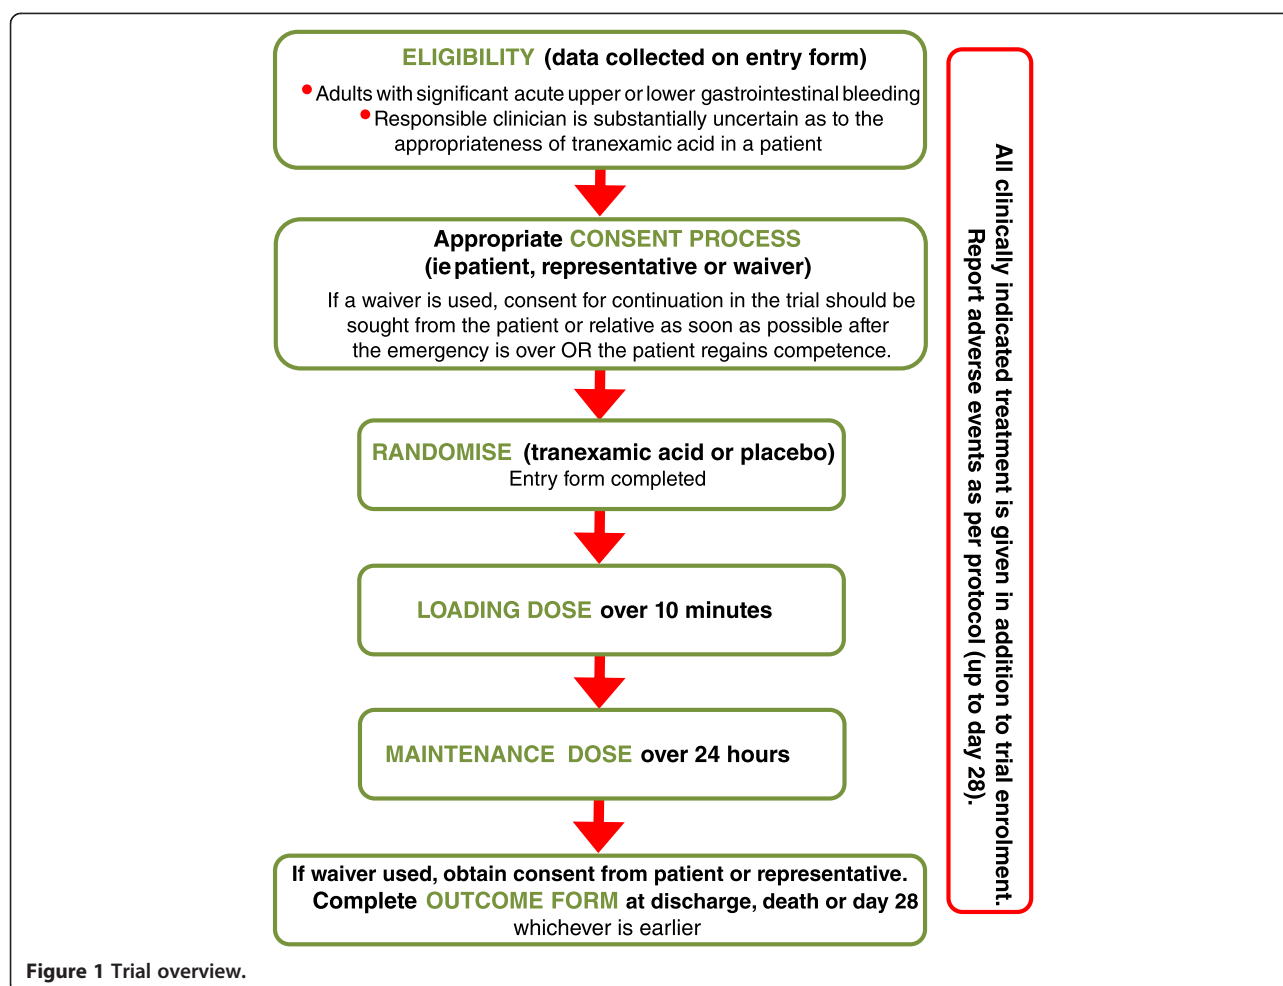 ELIGIBILITY (data collected on entry form)
• Adults with significant acute upper or lower gastrointestinal bleeding
• Responsible clinician is substantially uncertain as to the
appropriateness of tranexamic acid in a patient
Appropriate CONSENT PROCESS
(ie patient, representative or waiver)
If a waiver is used, consent for continuation in the trial should be
sought from the patient or relative as soon as possible after
the emergency is over OR the patient regains competence.
RANDOMISE (tranexamic acid or placebo)
Entry form completed
LOADING DOSE over 10 minutes
MAINTENANCE DOSE over 24 hours
If waiver used, obtain consent from patient or representative.
Complete OUTCOME FORM at discharge, death or day 28
whichever is earlier
All clinically indicated treatment is given in addition to trial enrolment.
Report adverse events as per protocol (up to day 28).
Figure 1 Trial overview.